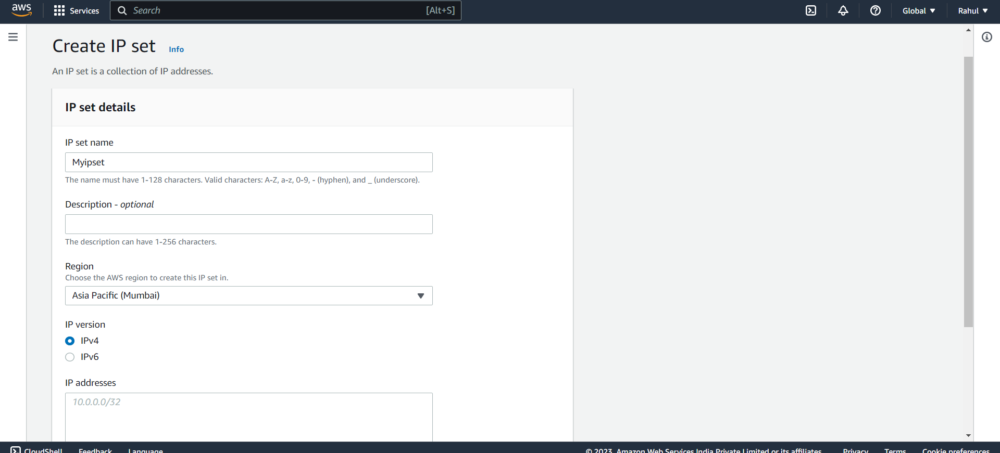 aws Services Search [Alt+S] Global Rahul
Create IP set Info
An IP set is a collection of IP addresses.
IP set details
IP set name
Myipset
The name must have 1-128 characters. Valid characters: A-Z, a-z, 0-9, - (hyphen), and _ (underscore).
Description - optional
The description can have 1-256 characters.
Region
Choose the AWS region to create this IP set in.
Asia Pacific (Mumbai)
IP version
IPv4
IPv6
IP addresses
10.0.0.0/32
CloudShell Feedback Language © 2023, Amazon Web Services India Private Limited or its affiliates. Privacy Terms Cookie preferences